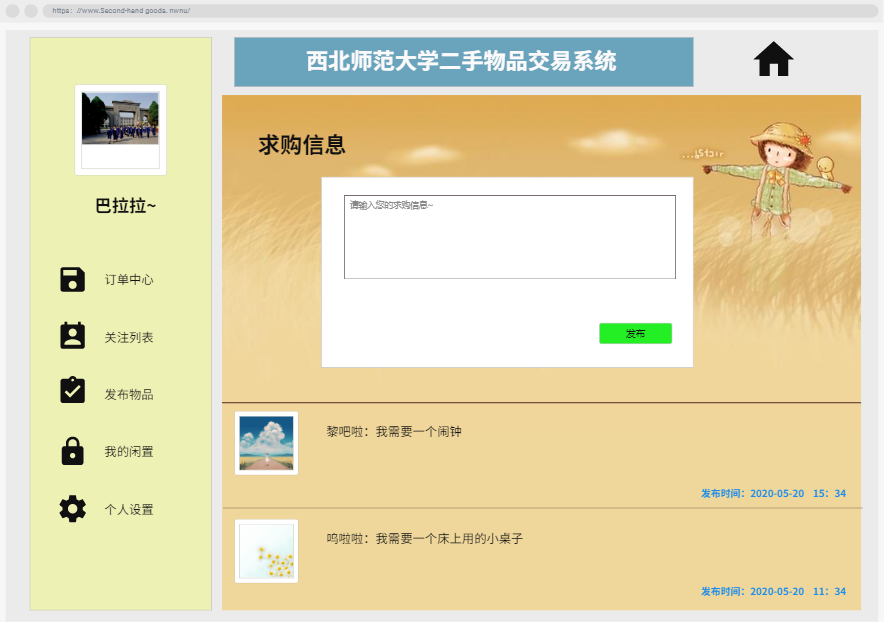 https: //www.Second-hand goods. nwnu/
西北师范大学二手物品交易系统
巴拉拉~
订单中心
关注列表
发布物品
我的闲置
个人设置
求购信息
请输入您的求购信息~
发布
黎吧啦：我需要一个闹钟
发布时间：2020-05-20 15：34
呜啦啦：我需要一个床上用的小桌子
发布时间：2020-05-20 11：34